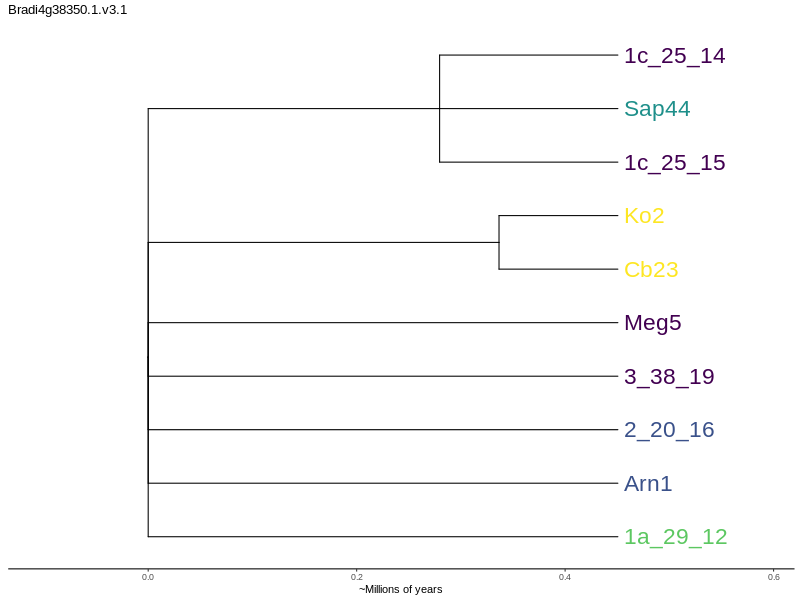 Bradi4g38350.1.v3.1
1c_25_14
Sap44
1c_25_15
Ko2
Cb23
Meg5
3_38_19
2_20_16
Arn1
1a_29_12
0.0 0.2 0.4 0.6
~Millions of years